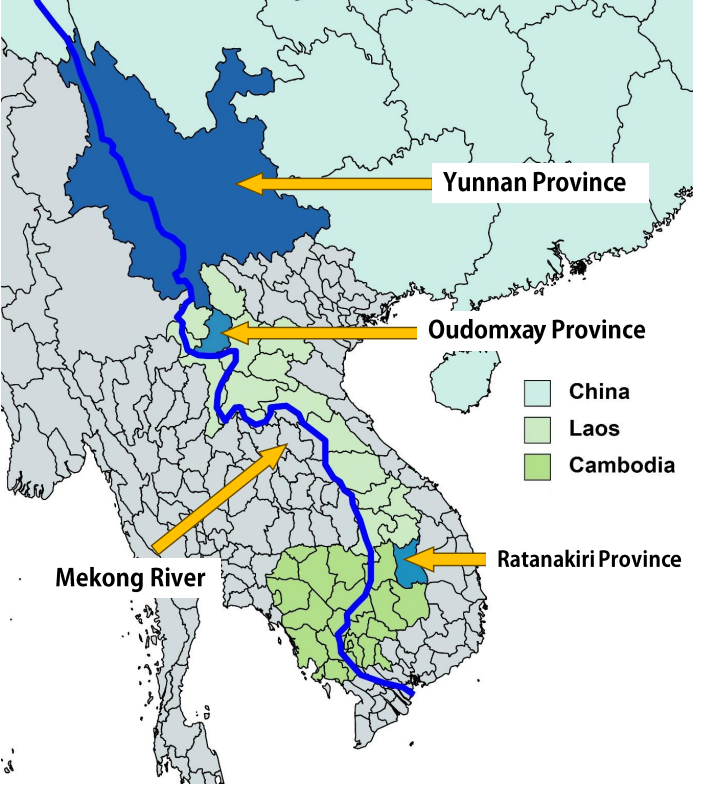 Yunnan Province
Oudomxay Province
China
Laos
Cambodia
Ratanakiri Province
Mekong River